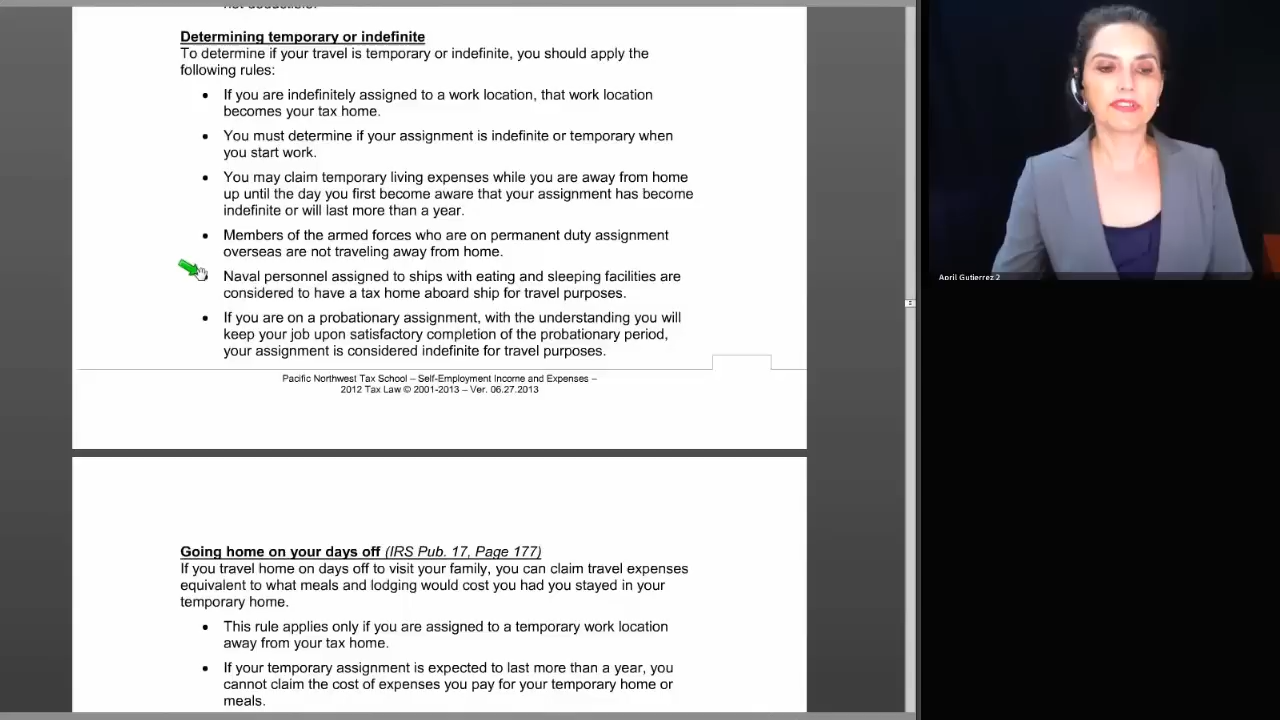 Determining temporary or indefinite
To determine if your travel is temporary or indefinite, you should apply the
following rules:
• If you are indefinitely assigned to a work location, that work location
becomes your tax home.
• You must determine if your assignment is indefinite or temporary when
you start work.
• You may claim temporary living expenses while you are away from home
up until the day you first become aware that your assignment has become
indefinite or will last more than a year.
• Members of the armed forces who are on permanent duty assignment
overseas are not traveling away from home.
Naval personnel assigned to ships with eating and sleeping facilities are
considered to have a tax home aboard ship for travel purposes.
• If you are on a probationary assignment, with the understanding you will
keep your job upon satisfactory completion of the probationary period,
your assignment is considered indefinite for travel purposes.
Pacific Northwest Tax School – Self-Employment Income and Expenses –
2012 Tax Law © 2001-2013 – Ver. 06.27.2013
Going home on your days off (IRS Pub. 17, Page 177)
If you travel home on days off to visit your family, you can claim travel expenses
equivalent to what meals and lodging would cost you had you stayed in your
temporary home.
• This rule applies only if you are assigned to a temporary work location
away from your tax home.
• If your temporary assignment is expected to last more than a year, you
cannot claim the cost of expenses you pay for your temporary home or
meals.
April Gutierrez 2